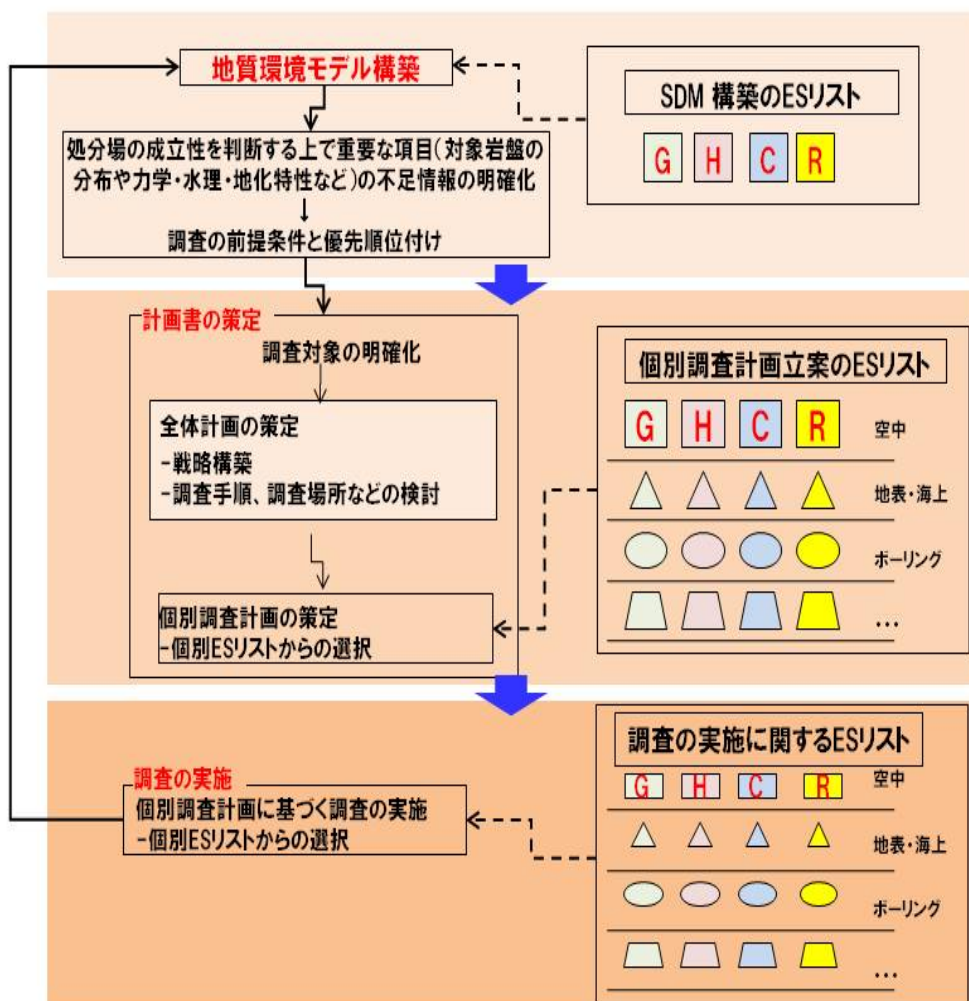 地質環境モデル構築
処分場の成立性を判断する上で重要な項目(対象岩盤の
分布や力学・水理・地化特性など)の不足情報の明確化
調査の前提条件と優先順位付け
SDM 構築のESリスト
G H C R
計画書の策定
調査対象の明確化
全体計画の策定
-戦略構築
-調査手順、調査場所などの検討
個別調査計画の策定
-個別ESリストからの選択
個別調査計画立案のESリスト
G H C R 空中
地表・海上
ボーリング
…
調査の実施
個別調査計画に基づく調査の実施
-個別ESリストからの選択
調査の実施に関するESリスト
G H C R 空中
地表・海上
ボーリング
…